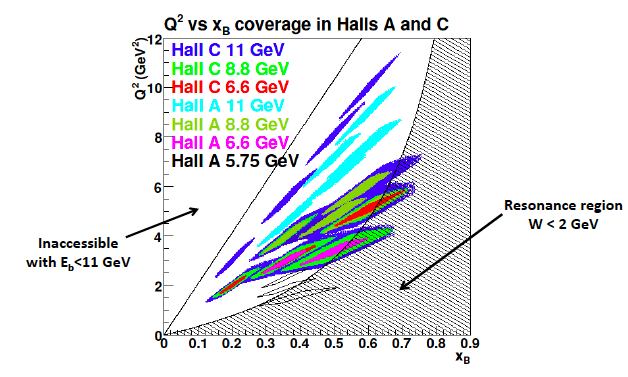 Q² vs x_B coverage in Halls A and C
Q² (GeV²)
12
10
8
6
4
2
0
Hall C 11 GeV
Hall C 8.8 GeV
Hall C 6.6 GeV
Hall A 11 GeV
Hall A 8.8 GeV
Hall A 6.6 GeV
Hall A 5.75 GeV
Inaccessible
with E_b<11 GeV
Resonance region
W < 2 GeV
0 0.1 0.2 0.3 0.4 0.5 0.6 0.7 0.8 0.9
x_B